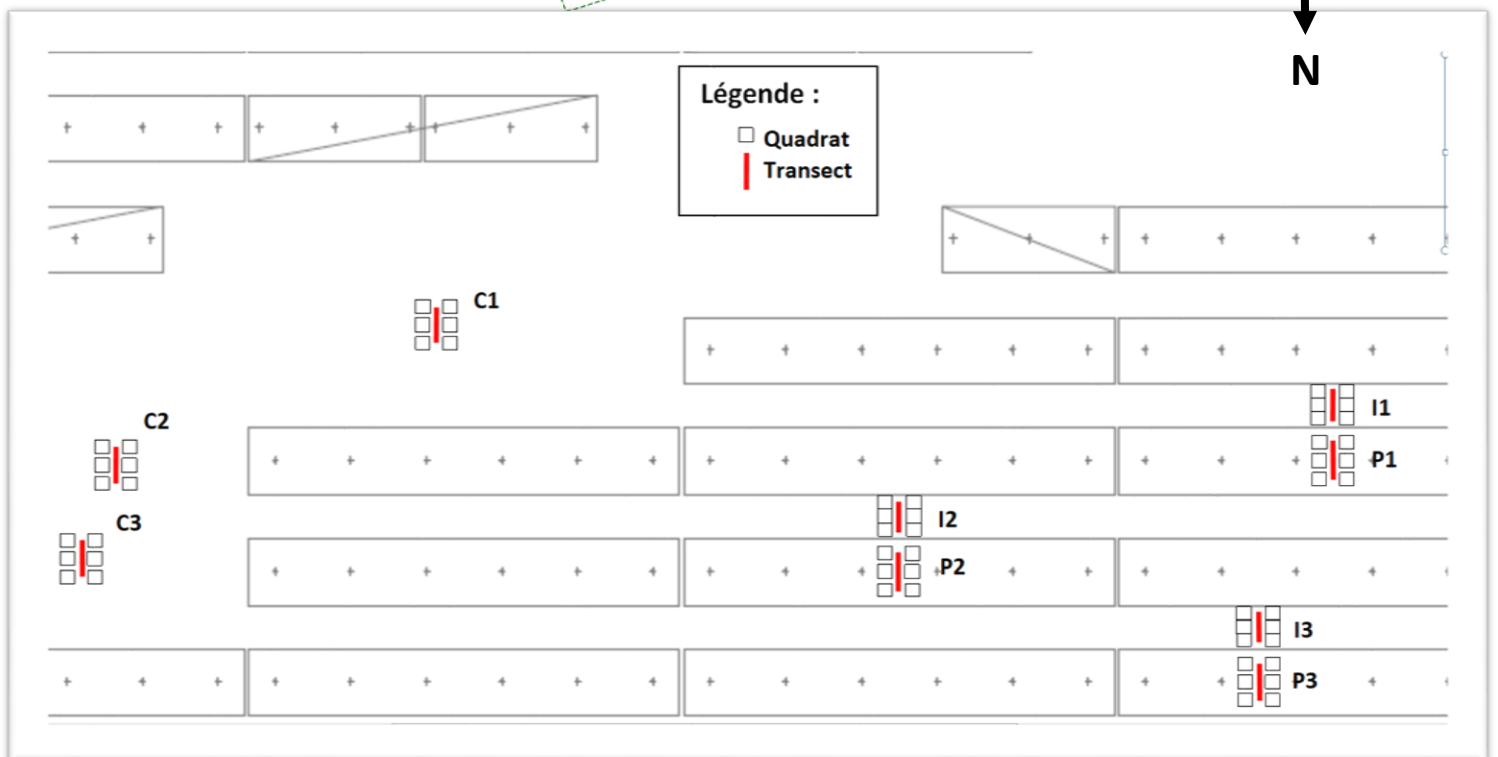 N
Légende :
Quadrat
Transect
C1
I1
C2
P1
I2
C3
P2
I3
P3